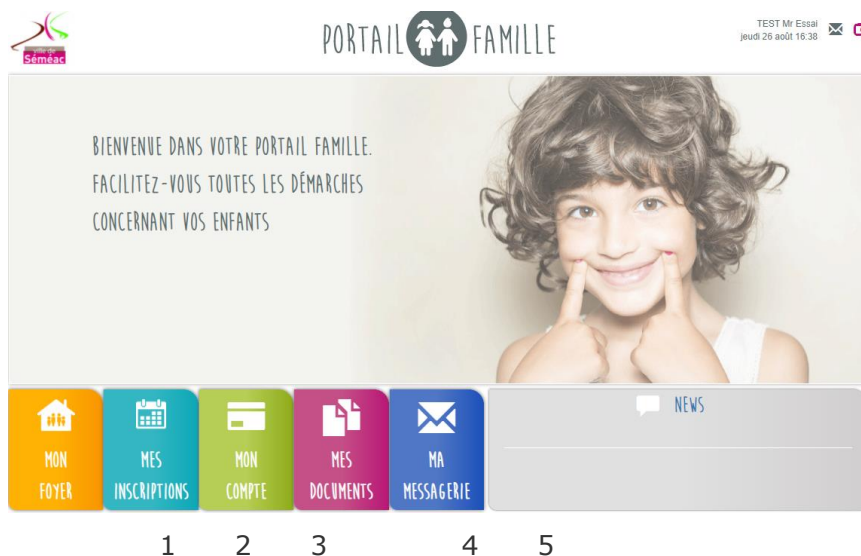 ville de
Séméac
PORTAIL FAMILLE
TEST Mr Essai
jeudi 26 août 16:38
BIENVENUE DANS VOTRE PORTAIL FAMILLE.
FACILITEZ-VOUS TOUTES LES DÉMARCHES
CONCERNANT VOS ENFANTS
MON
FOYER
MES
INSCRIPTIONS
MON
COMPTE
MES
DOCUMENTS
MA
MESSAGERIE
NEWS
1 2 3 4 5